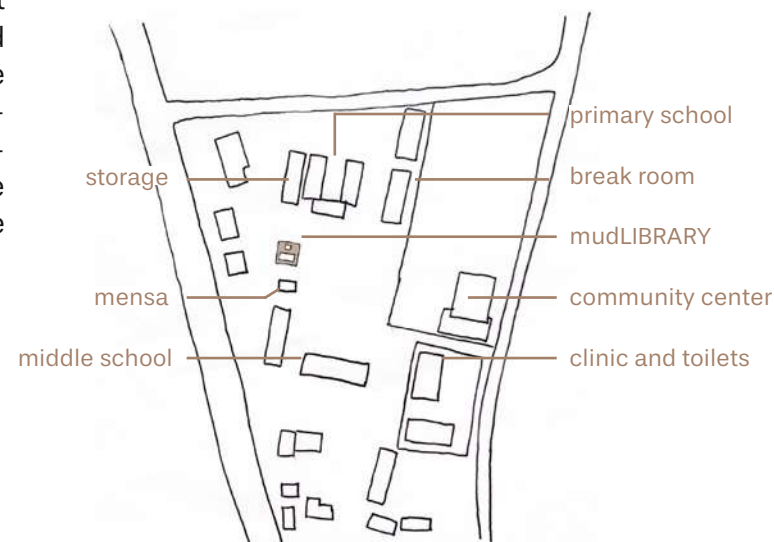 primary school
storage
break room
mudLIBRARY
mensa
community center
middle school
clinic and toilets